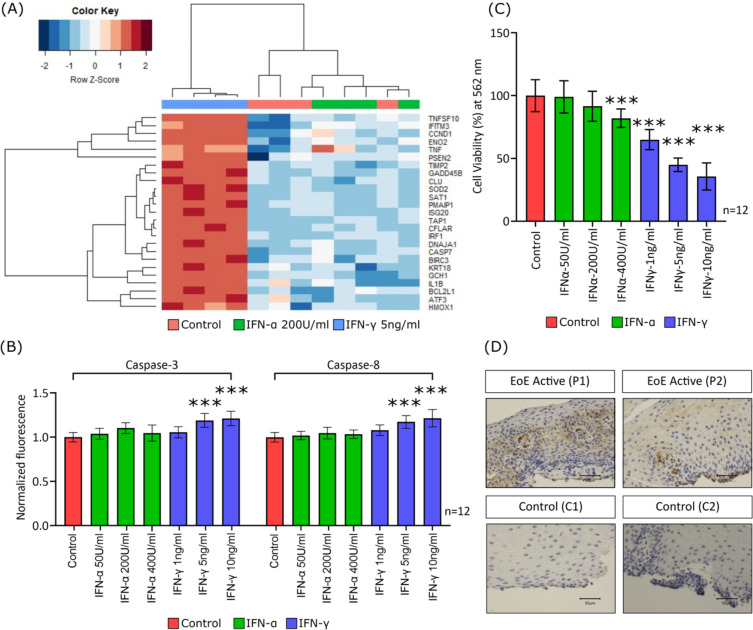 (A)
Color Key
-2 -1 0 1 2
Row Z-Score
TNFSF10
IFITM3
CCND1
ENO2
TNF
PSEN2
TIMP2
GADD45B
CLU
SOD2
SAT1
PMAIP1
ISG20
TAP1
CFLAR
IRF1
DNAJA1
CASP7
BIRC3
KRT18
GCH1
IL1B
BCL2L1
ATF3
HMOX1
Control IFN-α 200U/ml IFN-γ 5ng/ml
(B)
Caspase-3 Caspase-8
Normalized fluorescence
1.5
1.0
0.5
0.0
*** *** *** ***
Control
IFN-α 50U/ml
IFN-α 200U/ml
IFN-α 400U/ml
IFN-γ 1ng/ml
IFN-γ 5ng/ml
IFN-γ 10ng/ml
Control
IFN-α 50U/ml
IFN-α 200U/ml
IFN-α 400U/ml
IFN-γ 1ng/ml
IFN-γ 5ng/ml
IFN-γ 10ng/ml
n=12
Control IFN-α IFN-γ
(C)
Cell Viability (%) at 562 nm
150
100
50
0
*** *** *** ***
Control
IFNα-50U/ml
IFNα-200U/ml
IFNα-400U/ml
IFNγ-1ng/ml
IFNγ-5ng/ml
IFNγ-10ng/ml
n=12
Control
IFN-α
IFN-γ
(D)
EoE Active (P1) EoE Active (P2)
Control (C1) Control (C2)
50μm